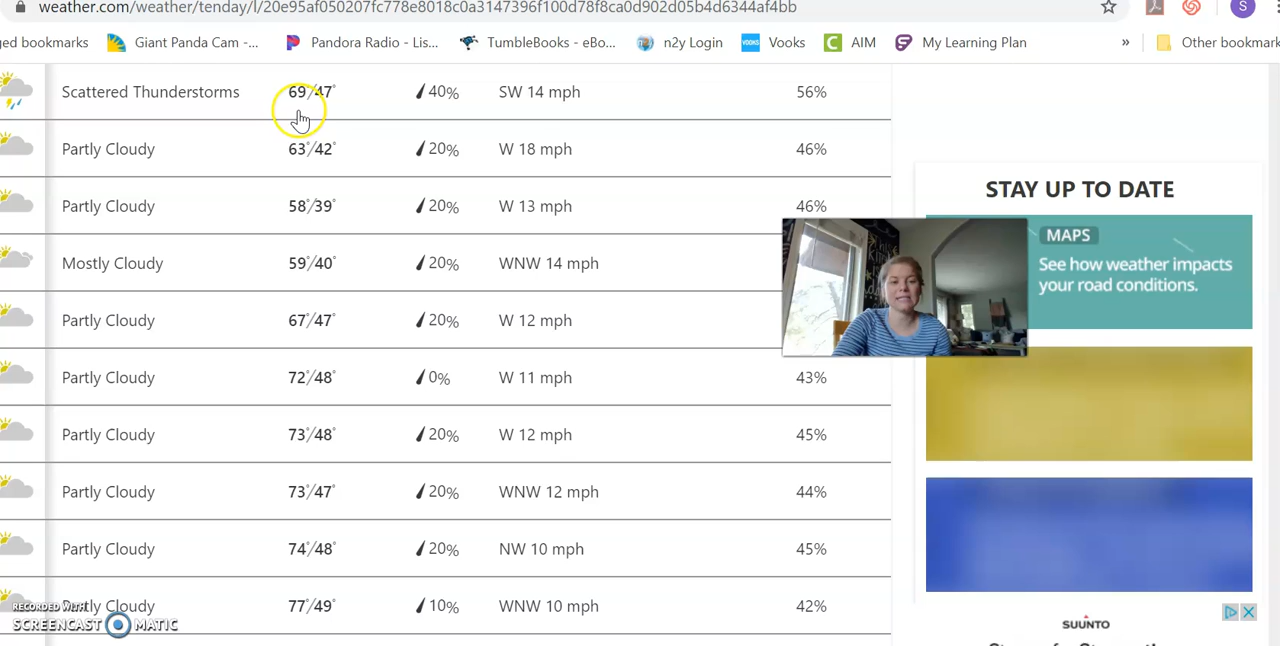 weather.com/weather/tenday/l/20e95af050207fc778e8018c0a3147396f100d78f8ca0d902d05b4d6344af4bb
S
ged bookmarks Giant Panda Cam -... Pandora Radio - Lis... TumbleBooks - eBo... n2y Login VOOKS Vooks C AIM My Learning Plan » Other bookmark
Scattered Thunderstorms 69°/47° 40% SW 14 mph 56%
Partly Cloudy 63°/42° 20% W 18 mph 46%
Partly Cloudy 58°/39° 20% W 13 mph 46%
Mostly Cloudy 59°/40° 20% WNW 14 mph
Partly Cloudy 67°/47° 20% W 12 mph
Partly Cloudy 72°/48° 0% W 11 mph 43%
Partly Cloudy 73°/48° 20% W 12 mph 45%
Partly Cloudy 73°/47° 20% WNW 12 mph 44%
Partly Cloudy 74°/48° 20% NW 10 mph 45%
Partly Cloudy 77°/49° 10% WNW 10 mph 42%
STAY UP TO DATE
MAPS
See how weather impacts
your road conditions.
SUUNTO
RECORDED WITH
SCREENCAST MATIC